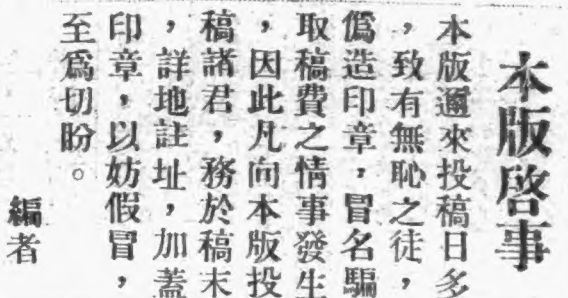 本版啓事
本版邇來投稿日多
，致有無恥之徒，
僞造印章，冒名騙
取稿費之情事發生
，因此凡向本版投
稿諸君，務於稿末
，詳地註址，加蓋
印章，以妨假冒，
至爲切盼。
編者